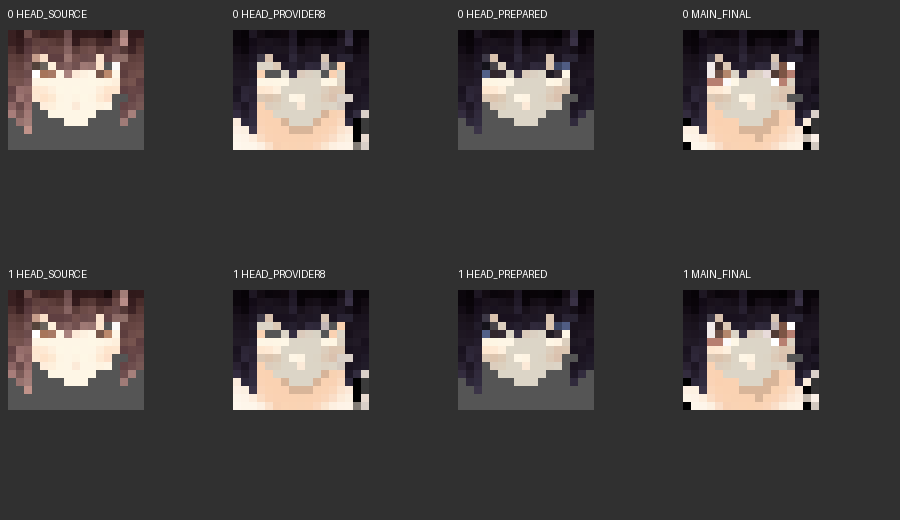 0 HEAD_SOURCE
0 HEAD_PROVIDER8
0 HEAD_PREPARED
0 MAIN_FINAL
1 HEAD_SOURCE
1 HEAD_PROVIDER8
1 HEAD_PREPARED
1 MAIN_FINAL